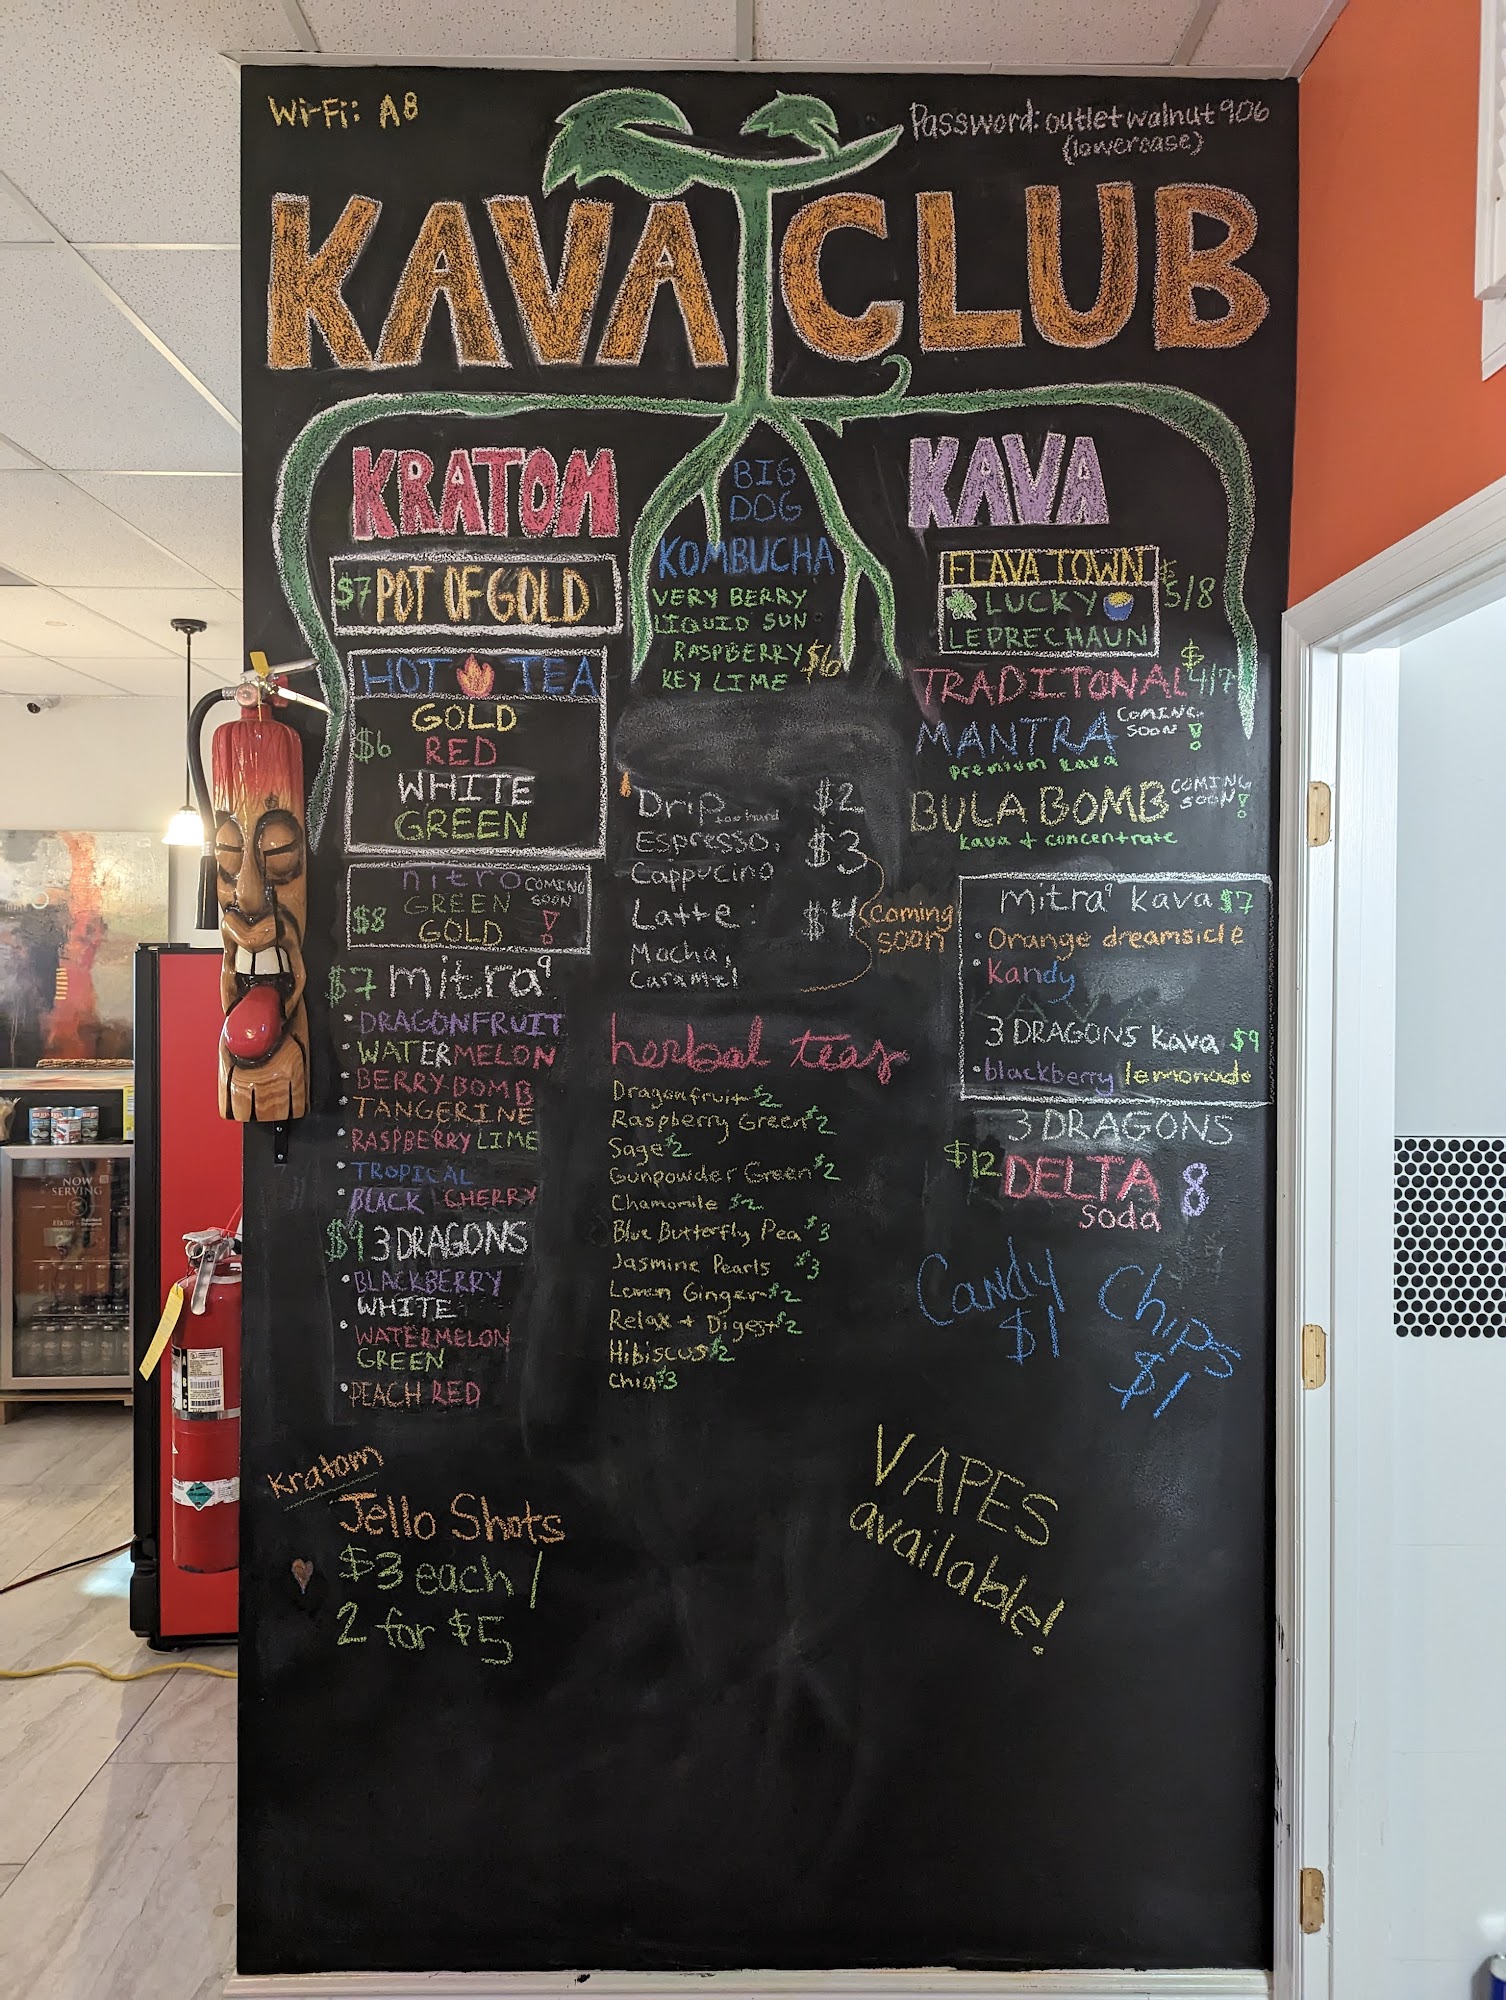 Wi-Fi: A8
Password: outletwalnut906
(lowercase)
KAVA CLUB
KRATOM
$7 POT OF GOLD
HOT TEA
GOLD
$6 RED
WHITE
GREEN
nitro COMING SOON!
GREEN
$8 GOLD
$7 mitra9
• DRAGONFRUIT
• WATERMELON
• BERRY BOMB
• TANGERINE
• RASPBERRY LIME
• TROPICAL
• BLACK CHERRY
$9 3 DRAGONS
• BLACKBERRY
WHITE
• WATERMELON
GREEN
• PEACH RED
Kratom
Jello Shots
$3 each /
2 for $5
BIG
DOG
KOMBUCHA
VERY BERRY
LIQUID SUN
RASPBERRY $6
KEY LIME
Drip $2
Espresso, $3
Cappucino
Latte: $4
Mocha,
Caramel
Coming
soon
herbal teas
Dragonfruit $2
Raspberry Green $2
Sage $2
Gunpowder Green $2
Chamomile $2
Blue Butterfly Pea $3
Jasmine Pearls $3
Lemon Ginger $2
Relax + Digest $2
Hibiscus $2
Chia $3
KAVA
FLAVA TOWN $5/8
LUCKY
LEPRECHAUN
TRADITONAL $4/7
MANTRA COMING SOON!
premium kava
BULA BOMB COMING SOON!
kava + concentrate
mitra9 kava $7
• Orange dreamsicle
• Kandy
3 DRAGONS Kava $9
• blackberry lemonade
3 DRAGONS
$12 DELTA 8
soda
Candy $1
Chips $1
VAPES
available!
NOW
SERVING
KRATOM